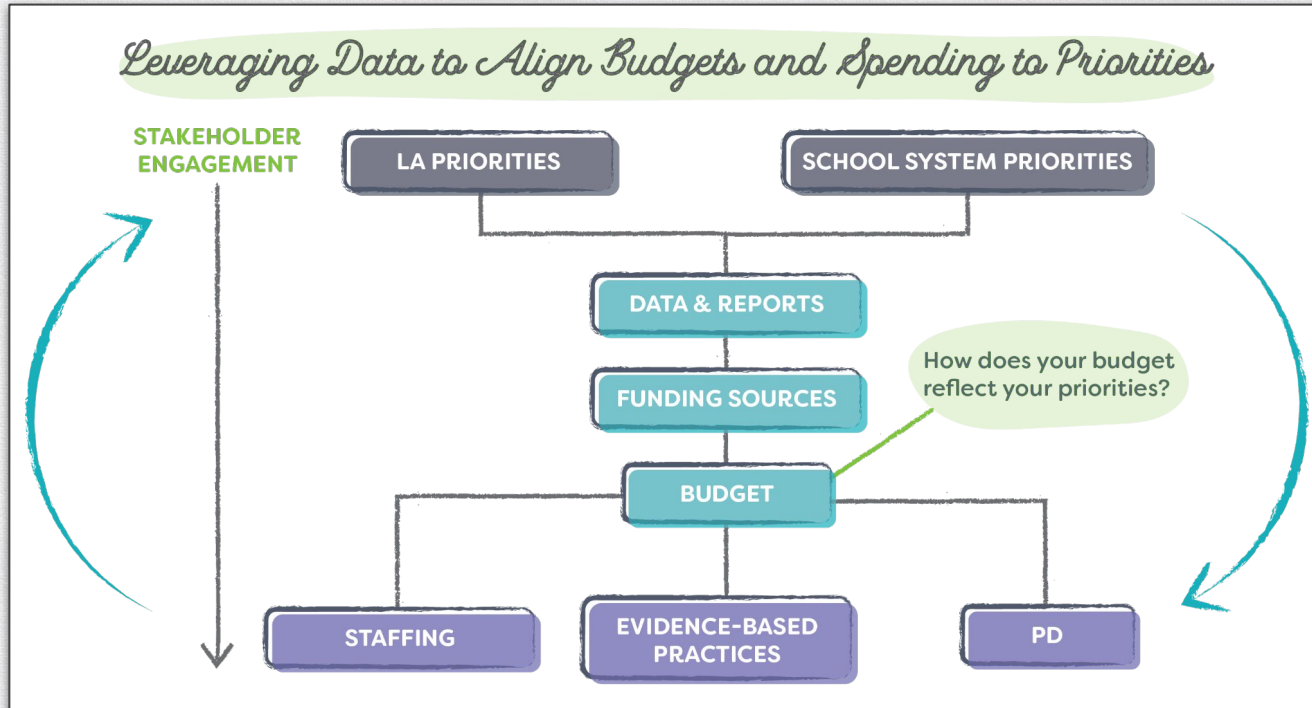 Leveraging Data to Align Budgets and Spending to Priorities
STAKEHOLDER
ENGAGEMENT
LA PRIORITIES
SCHOOL SYSTEM PRIORITIES
DATA & REPORTS
FUNDING SOURCES
How does your budget
reflect your priorities?
BUDGET
STAFFING
EVIDENCE-BASED
PRACTICES
PD